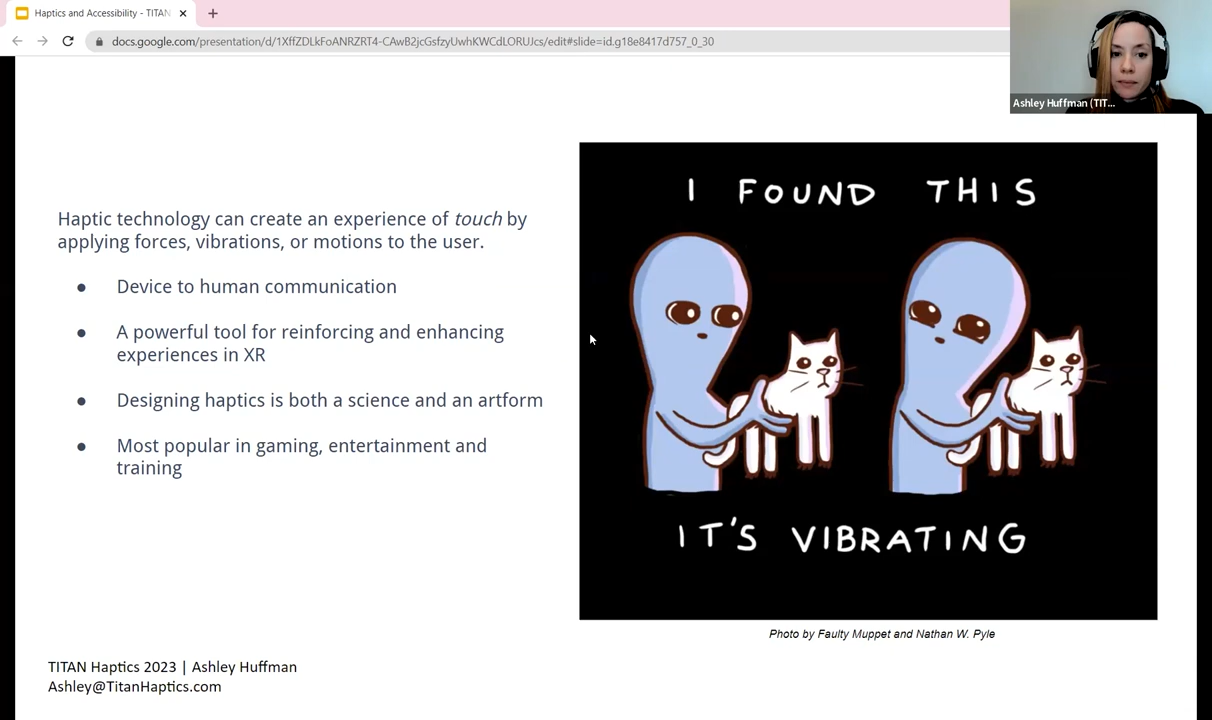 Haptics and Accessibility - TITAN
docs.google.com/presentation/d/1XffZDLkFoANRZRT4-CAwB2jcGsfzyUwhKWCdLORUJcs/edit#slide=id.g18e8417d757_0_30
Ashley Huffman (TIT...
Haptic technology can create an experience of touch by
applying forces, vibrations, or motions to the user.
● Device to human communication
● A powerful tool for reinforcing and enhancing
experiences in XR
● Designing haptics is both a science and an artform
● Most popular in gaming, entertainment and
training
I FOUND THIS
IT'S VIBRATING
Photo by Faulty Muppet and Nathan W. Pyle
TITAN Haptics 2023 | Ashley Huffman
Ashley@TitanHaptics.com